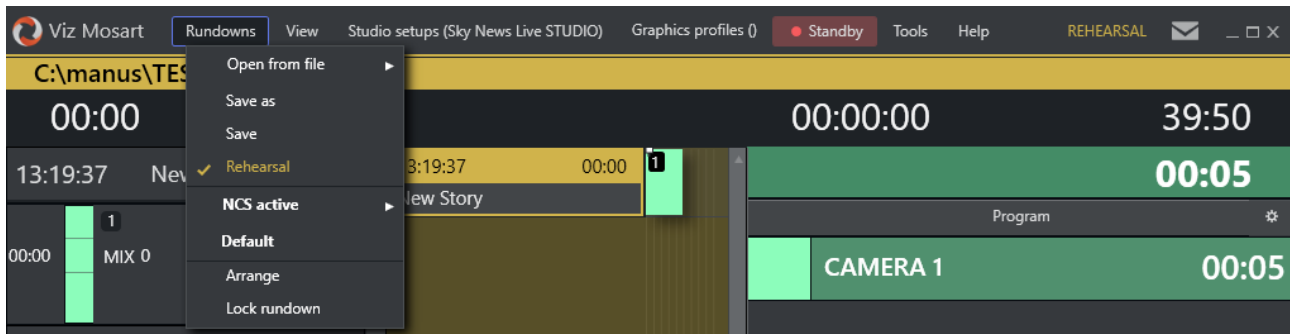 Viz Mosart Rundowns View Studio setups (Sky News Live STUDIO) Graphics profiles () Standby Tools Help REHEARSAL
C:\manus\TES
Open from file
Save as
Save
Rehearsal
NCS active
Default
Arrange
Lock rundown
00:00 00:00:00 39:50
13:19:37 New
3:19:37 00:00
New Story
1
00:05
Program
1
00:00 MIX 0
CAMERA 1 00:05